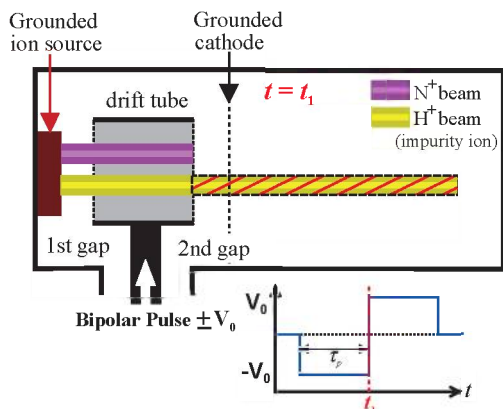 Grounded
ion source
Grounded
cathode
drift tube
t = t₁
N⁺ beam
H⁺ beam
(impurity ion)
1st gap
2nd gap
Bipolar Pulse ± V₀
V₀
τₚ
-V₀
t
t₁